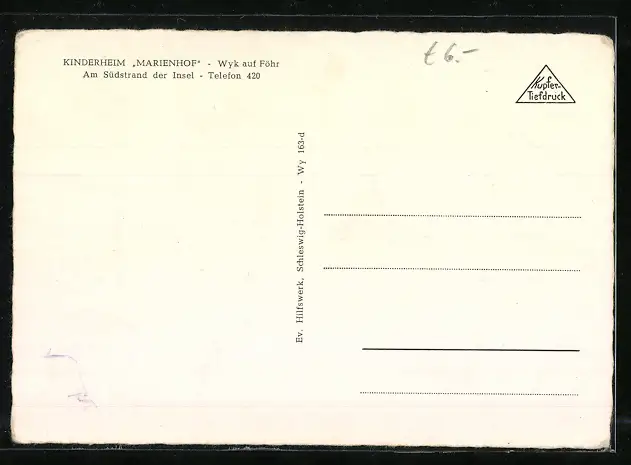 KINDERHEIM „MARIENHOF" - Wyk auf Föhr
Am Südstrand der Insel - Telefon 420
€ 6.-
Kupfer-
Tiefdruck
Ev. Hilfswerk, Schleswig-Holstein - Wy 163-d